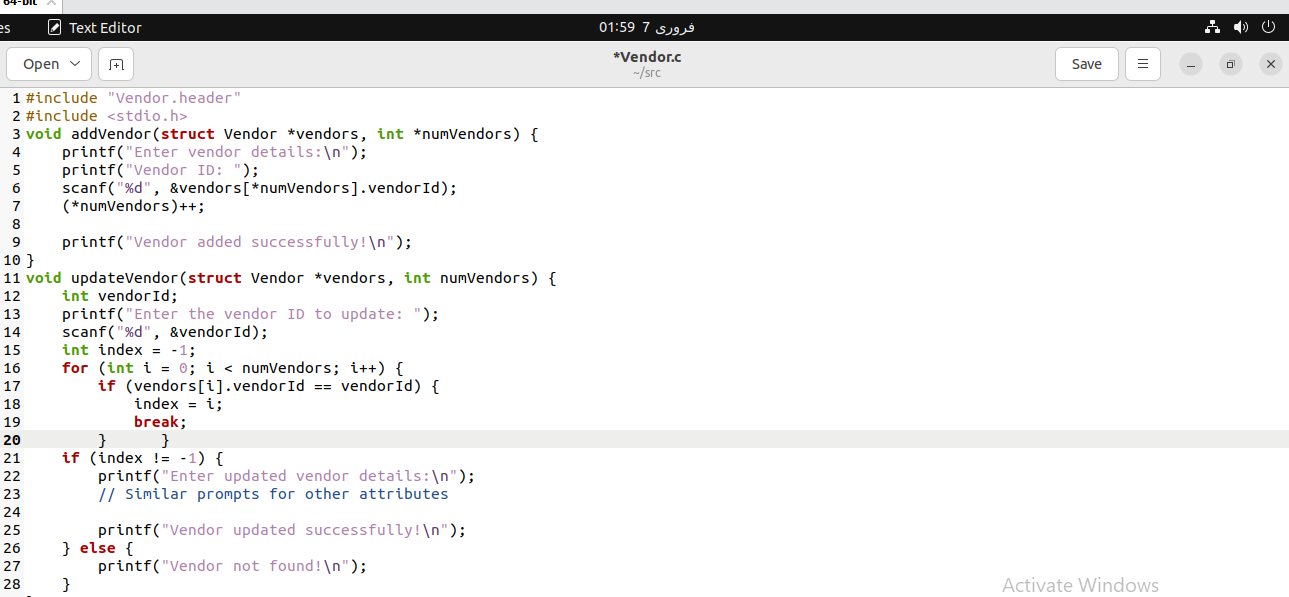 64-bit
es Text Editor 01:59 7 فروری
Open *Vendor.c Save
~/src
1 #include "Vendor.header"
2 #include <stdio.h>
3 void addVendor(struct Vendor *vendors, int *numVendors) {
4     printf("Enter vendor details:\n");
5     printf("Vendor ID: ");
6     scanf("%d", &vendors[*numVendors].vendorId);
7     (*numVendors)++;
8
9     printf("Vendor added successfully!\n");
10 }
11 void updateVendor(struct Vendor *vendors, int numVendors) {
12     int vendorId;
13     printf("Enter the vendor ID to update: ");
14     scanf("%d", &vendorId);
15     int index = -1;
16     for (int i = 0; i < numVendors; i++) {
17         if (vendors[i].vendorId == vendorId) {
18             index = i;
19             break;
20         }      }
21     if (index != -1) {
22         printf("Enter updated vendor details:\n");
23         // Similar prompts for other attributes
24
25         printf("Vendor updated successfully!\n");
26     } else {
27         printf("Vendor not found!\n");
28     }
Activate Windows